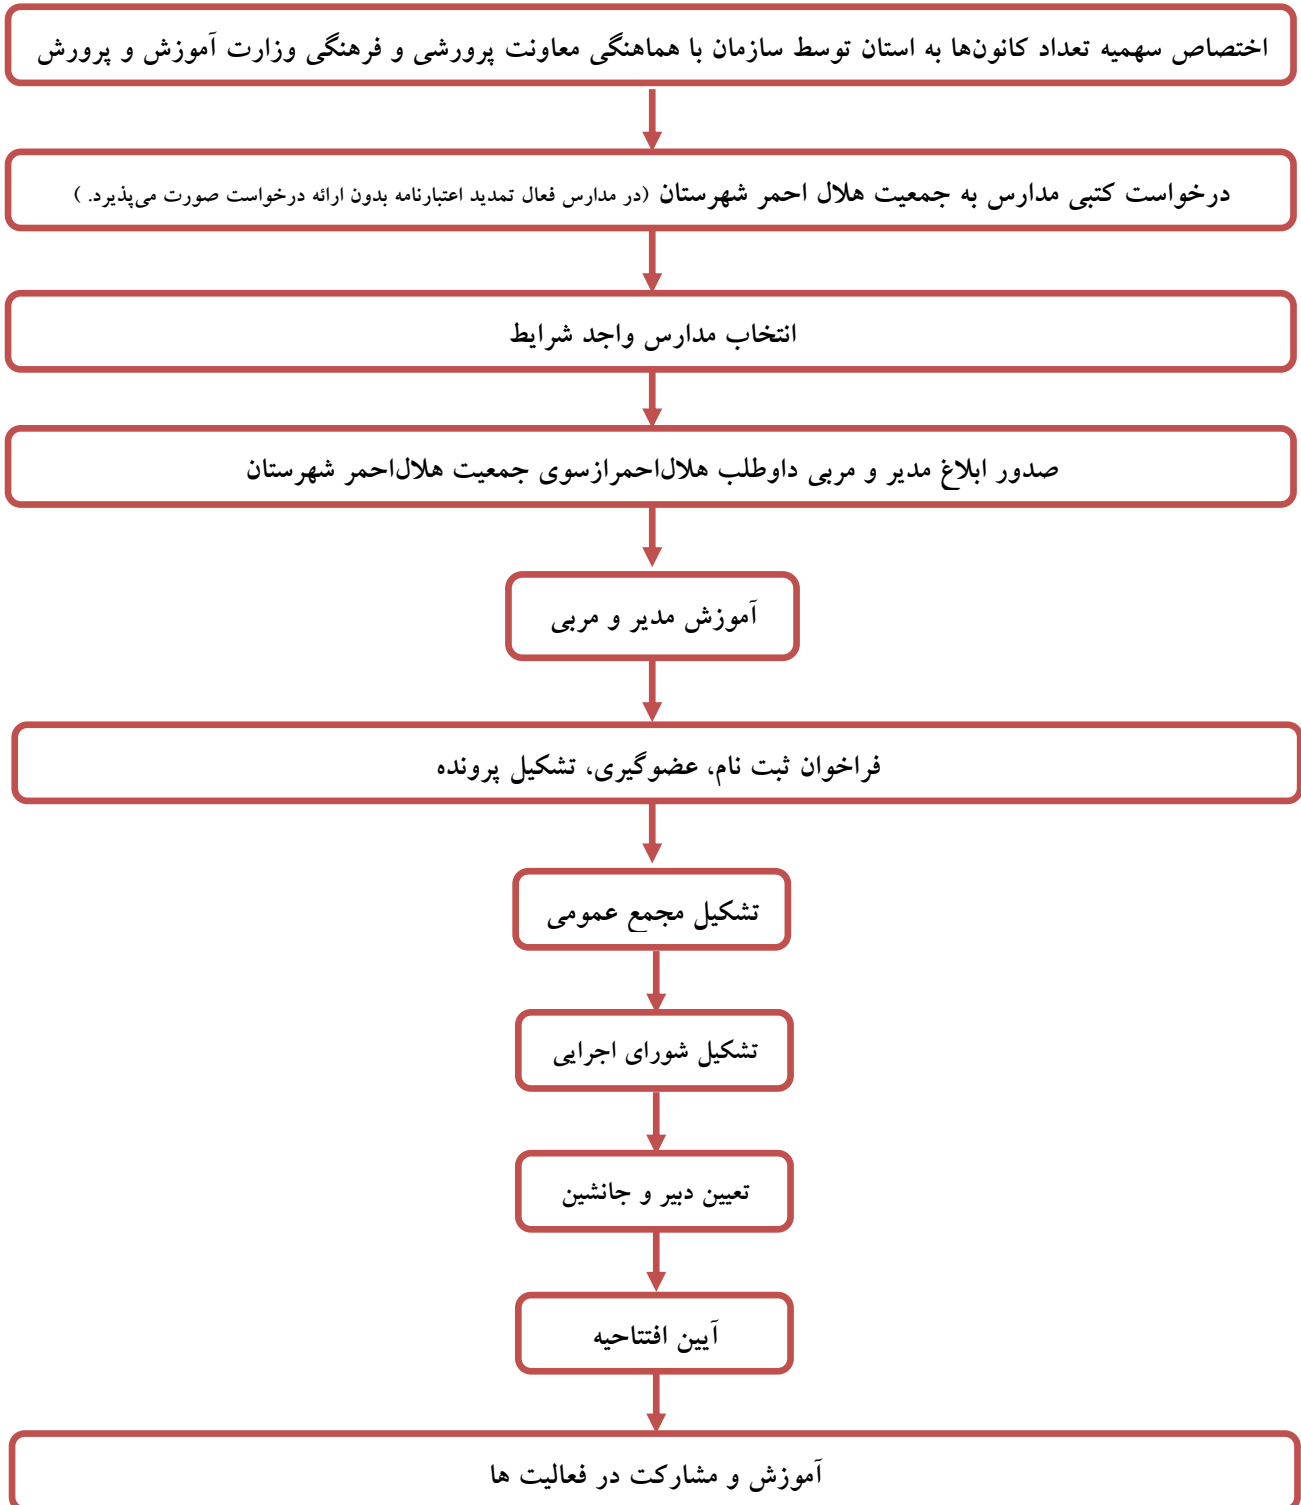 اختصاص سهمیه تعداد کانون‌ها به استان توسط سازمان با هماهنگی معاونت پرورشی و فرهنگی وزارت آموزش و پرورش
درخواست کتبی مدارس به جمعیت هلال احمر شهرستان (در مدارس فعال تمدید اعتبارنامه بدون ارائه درخواست صورت می‌پذیرد. )
انتخاب مدارس واجد شرایط
صدور ابلاغ مدیر و مربی داوطلب هلال‌احمرازسوی جمعیت هلال‌احمر شهرستان
آموزش مدیر و مربی
فراخوان ثبت نام، عضوگیری، تشکیل پرونده
تشکیل مجمع عمومی
تشکیل شورای اجرایی
تعیین دبیر و جانشین
آیین افتتاحیه
آموزش و مشارکت در فعالیت ها